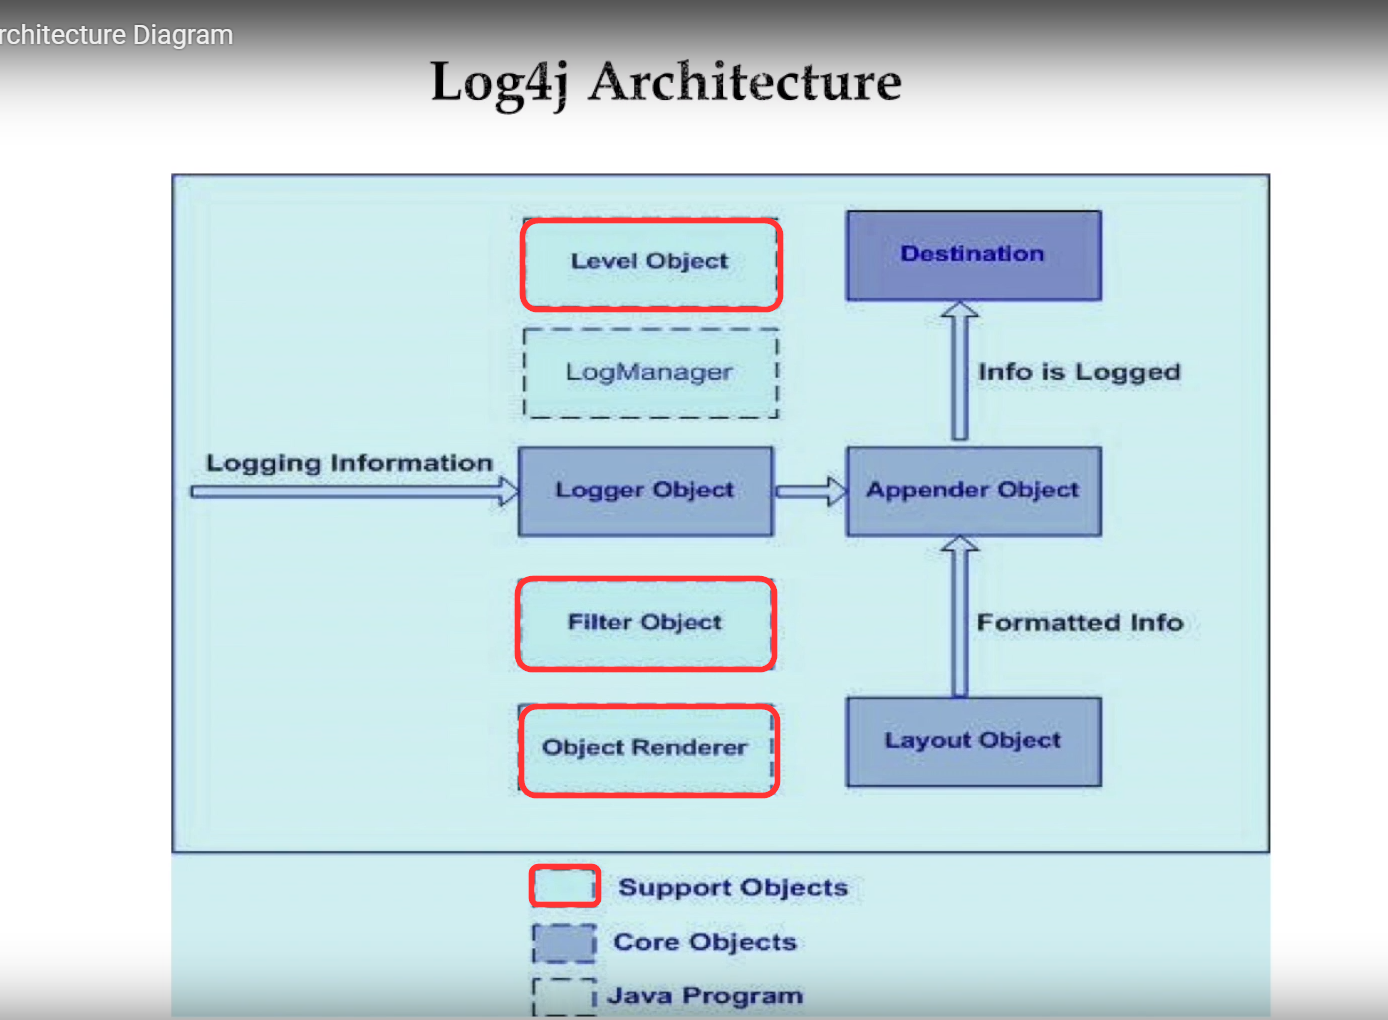 rchitecture Diagram
Log4j Architecture
Level Object
Destination
LogManager
Info is Logged
Logging Information
Logger Object
Appender Object
Filter Object
Formatted Info
Object Renderer
Layout Object
Support Objects
Core Objects
Java Program